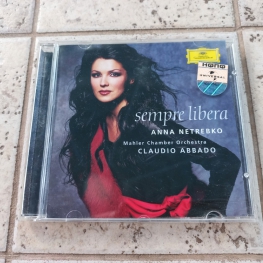 sempre libera
ANNA NETREBKO
Mahler Chamber Orchestra
CLAUDIO ABBADO